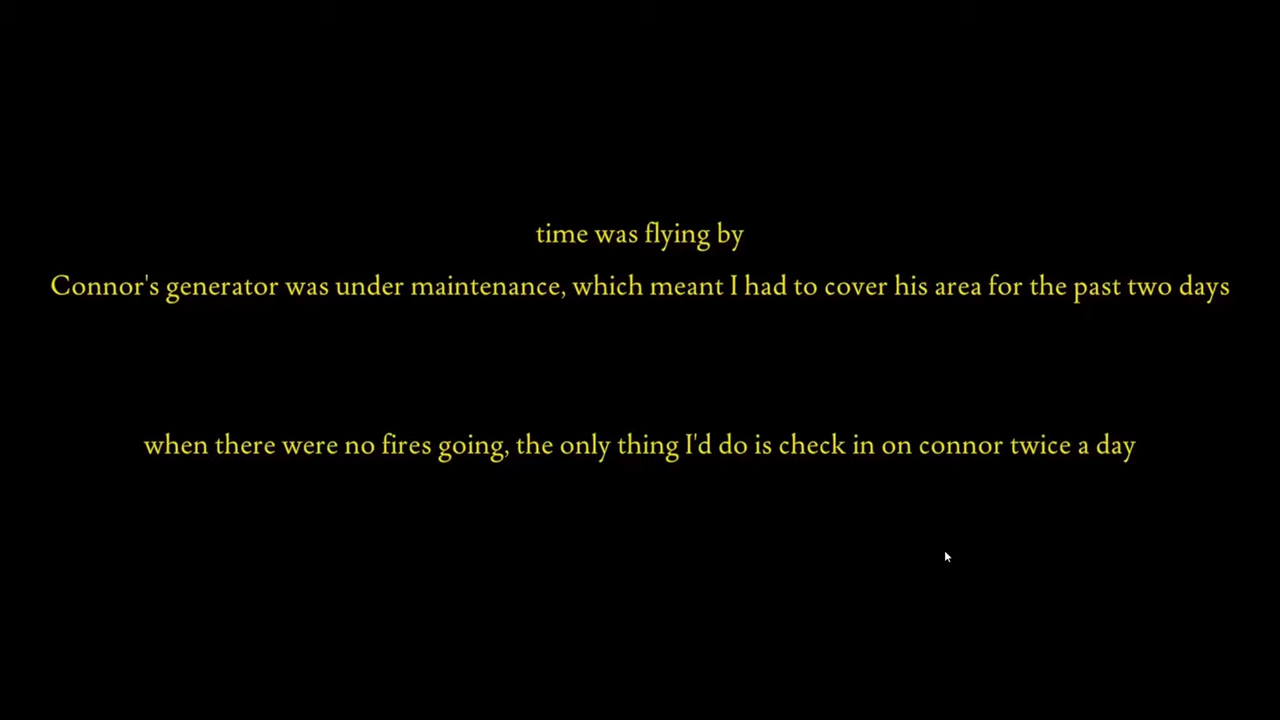 time was flying by
Connor's generator was under maintenance, which meant I had to cover his area for the past two days
when there were no fires going, the only thing I'd do is check in on connor twice a day